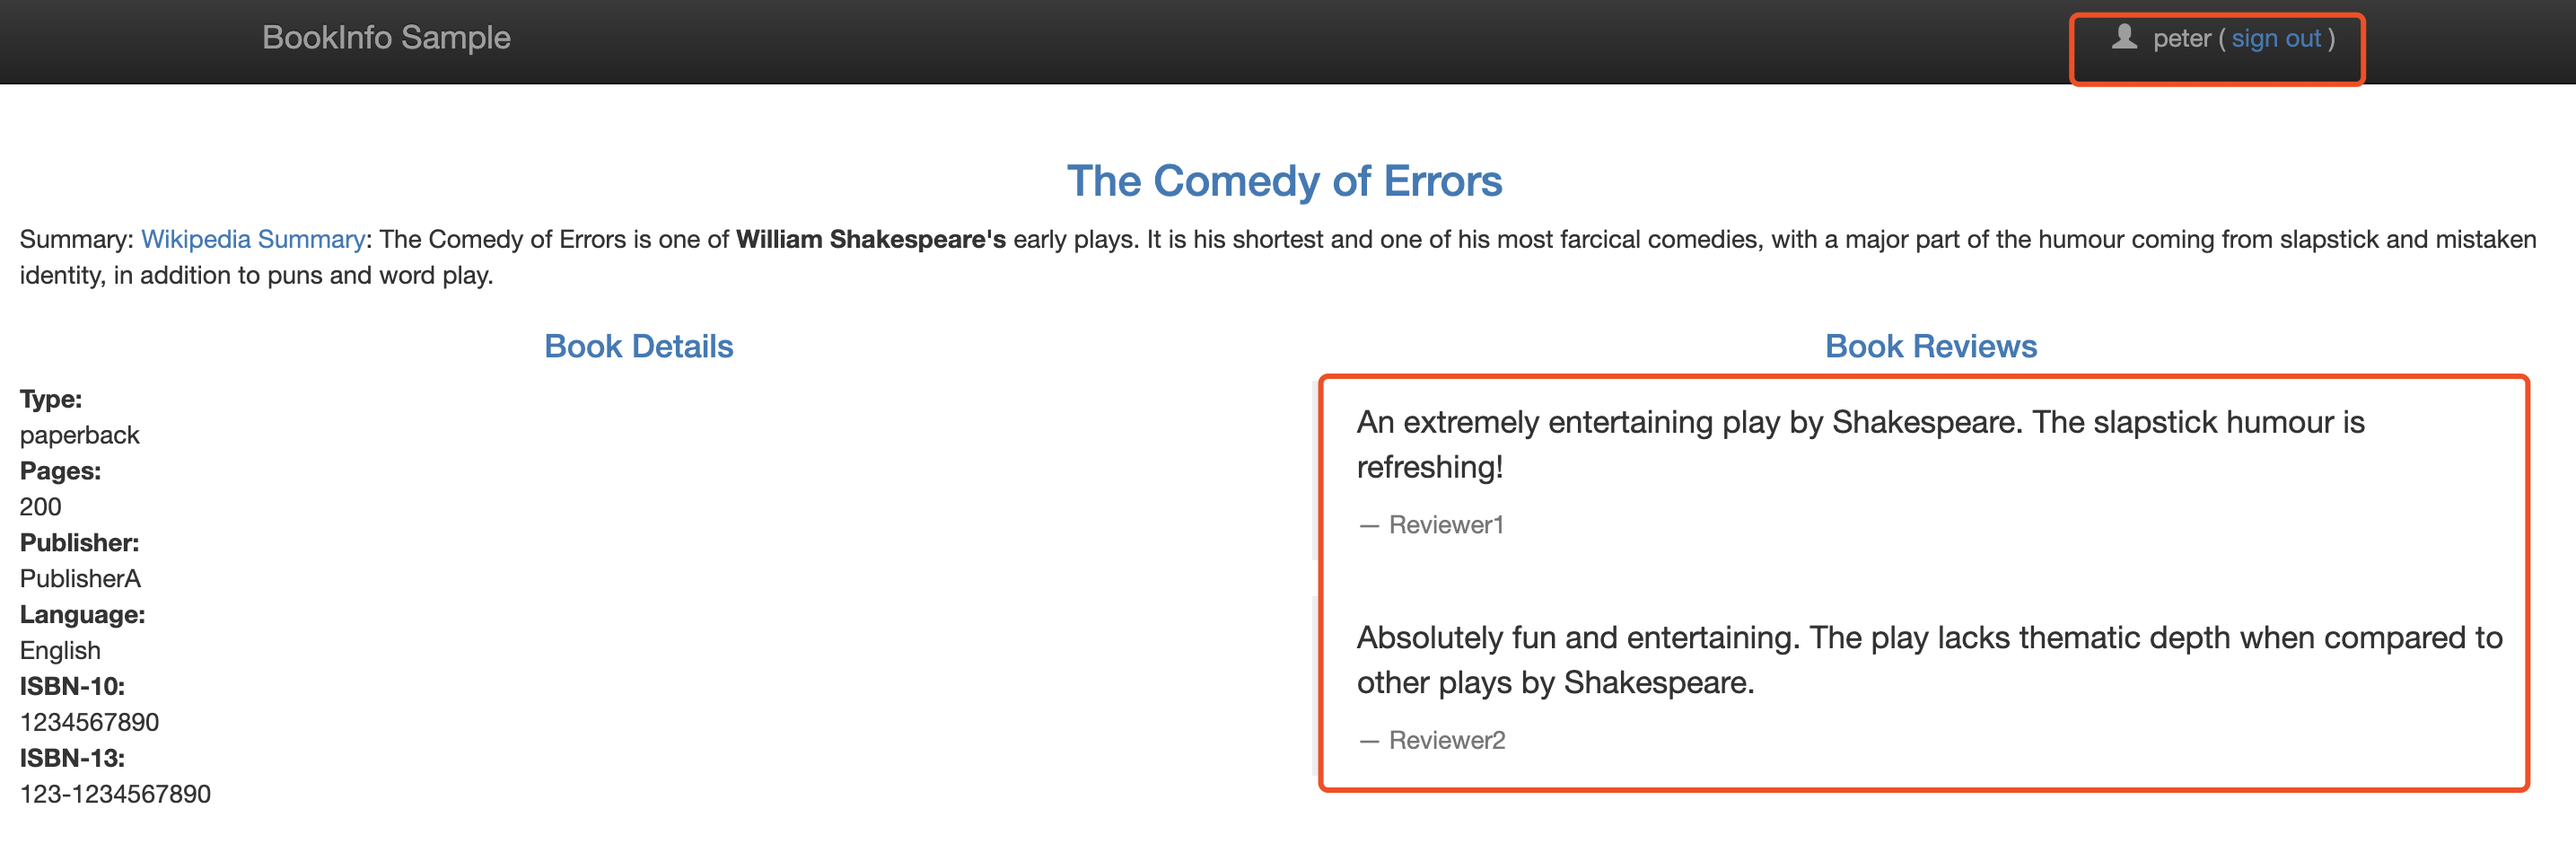 BookInfo Sample
peter ( sign out )
The Comedy of Errors
Summary: Wikipedia Summary: The Comedy of Errors is one of William Shakespeare's early plays. It is his shortest and one of his most farcical comedies, with a major part of the humour coming from slapstick and mistaken
identity, in addition to puns and word play.
Book Details
Type:
paperback
Pages:
200
Publisher:
PublisherA
Language:
English
ISBN-10:
1234567890
ISBN-13:
123-1234567890
Book Reviews
An extremely entertaining play by Shakespeare. The slapstick humour is
refreshing!
— Reviewer1
Absolutely fun and entertaining. The play lacks thematic depth when compared to
other plays by Shakespeare.
— Reviewer2